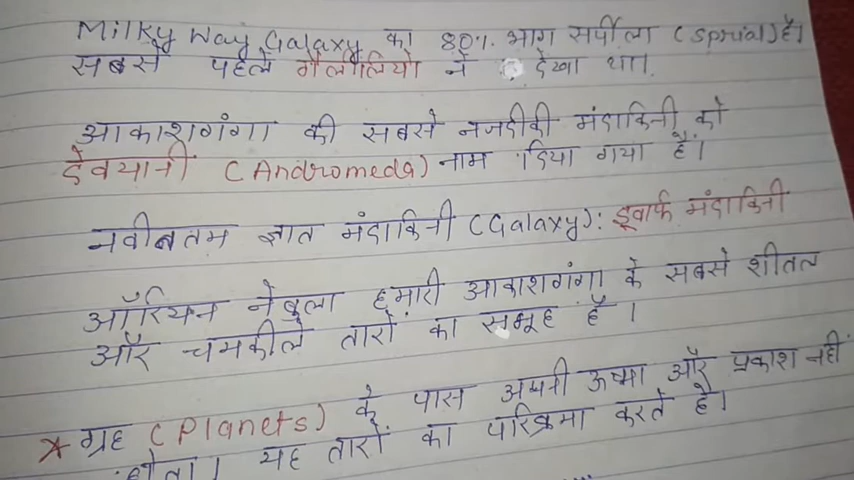 Milky Way Galaxy का 80% भाग सर्पीला (Sprial) है।
सबसे पहले गैलीलियो ने देखा था।
आकाशगंगा की सबसे नजदीकी मंदाकिनी को
देवयानी (Andromeda) नाम दिया गया है।
नवीनतम ज्ञात मंदाकिनी (Galaxy): ड्वार्फ मंदाकिनी
ऑरियन नेबुला हमारी आकाशगंगा के सबसे शीतल
और चमकीले तारों का समूह है।
* ग्रह (Planets) के पास अपनी ऊष्मा और प्रकाश नहीं
होता। यह तारों का परिक्रमा करते है।